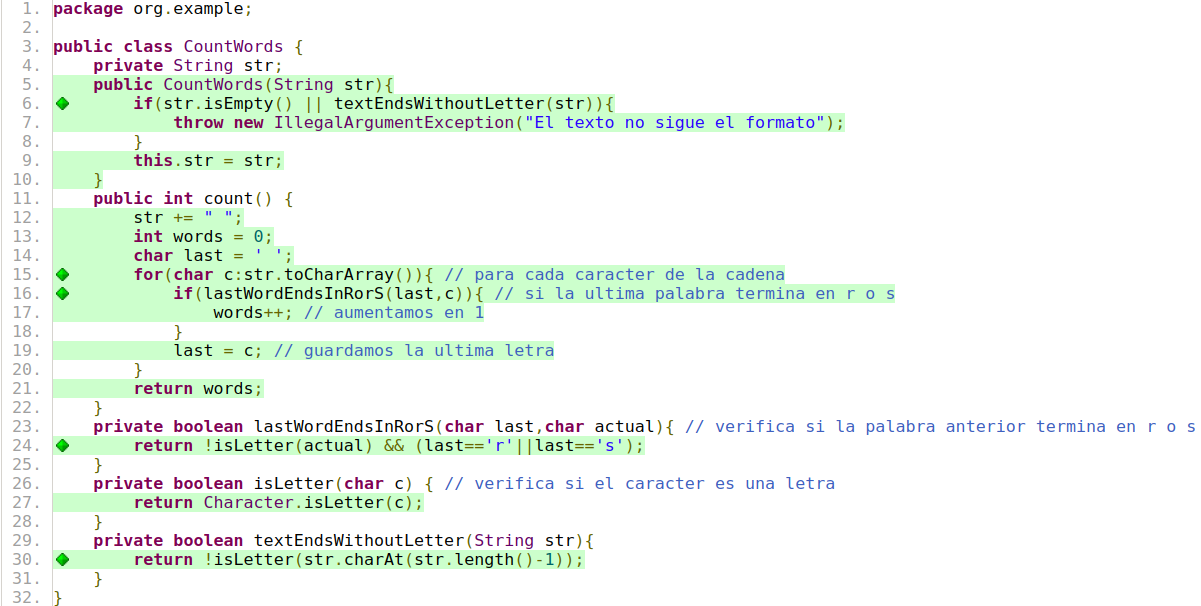 1. package org.example;
2.
3. public class CountWords {
4.     private String str;
5.     public CountWords(String str){
6.         if(str.isEmpty() || textEndsWithoutLetter(str)){
7.             throw new IllegalArgumentException("El texto no sigue el formato");
8.         }
9.         this.str = str;
10.     }
11.     public int count() {
12.         str += " ";
13.         int words = 0;
14.         char last = ' ';
15.         for(char c:str.toCharArray()){ // para cada caracter de la cadena
16.             if(lastWordEndsInRorS(last,c)){ // si la ultima palabra termina en r o s
17.                 words++; // aumentamos en 1
18.             }
19.             last = c; // guardamos la ultima letra
20.         }
21.         return words;
22.     }
23.     private boolean lastWordEndsInRorS(char last,char actual){ // verifica si la palabra anterior termina en r o s
24.         return !isLetter(actual) && (last=='r'||last=='s');
25.     }
26.     private boolean isLetter(char c) { // verifica si el caracter es una letra
27.         return Character.isLetter(c);
28.     }
29.     private boolean textEndsWithoutLetter(String str){
30.         return !isLetter(str.charAt(str.length()-1));
31.     }
32. }